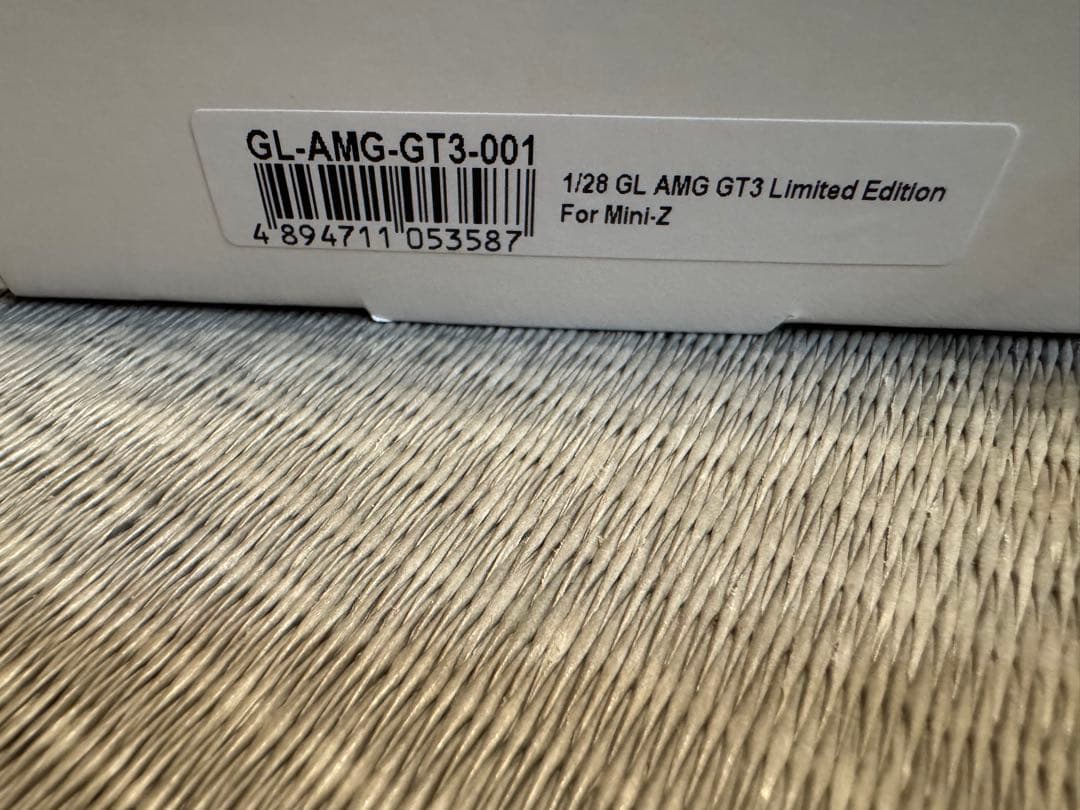 GL-AMG-GT3-001
4 894711 053587
1/28 GL AMG GT3 Limited Edition
For Mini-Z